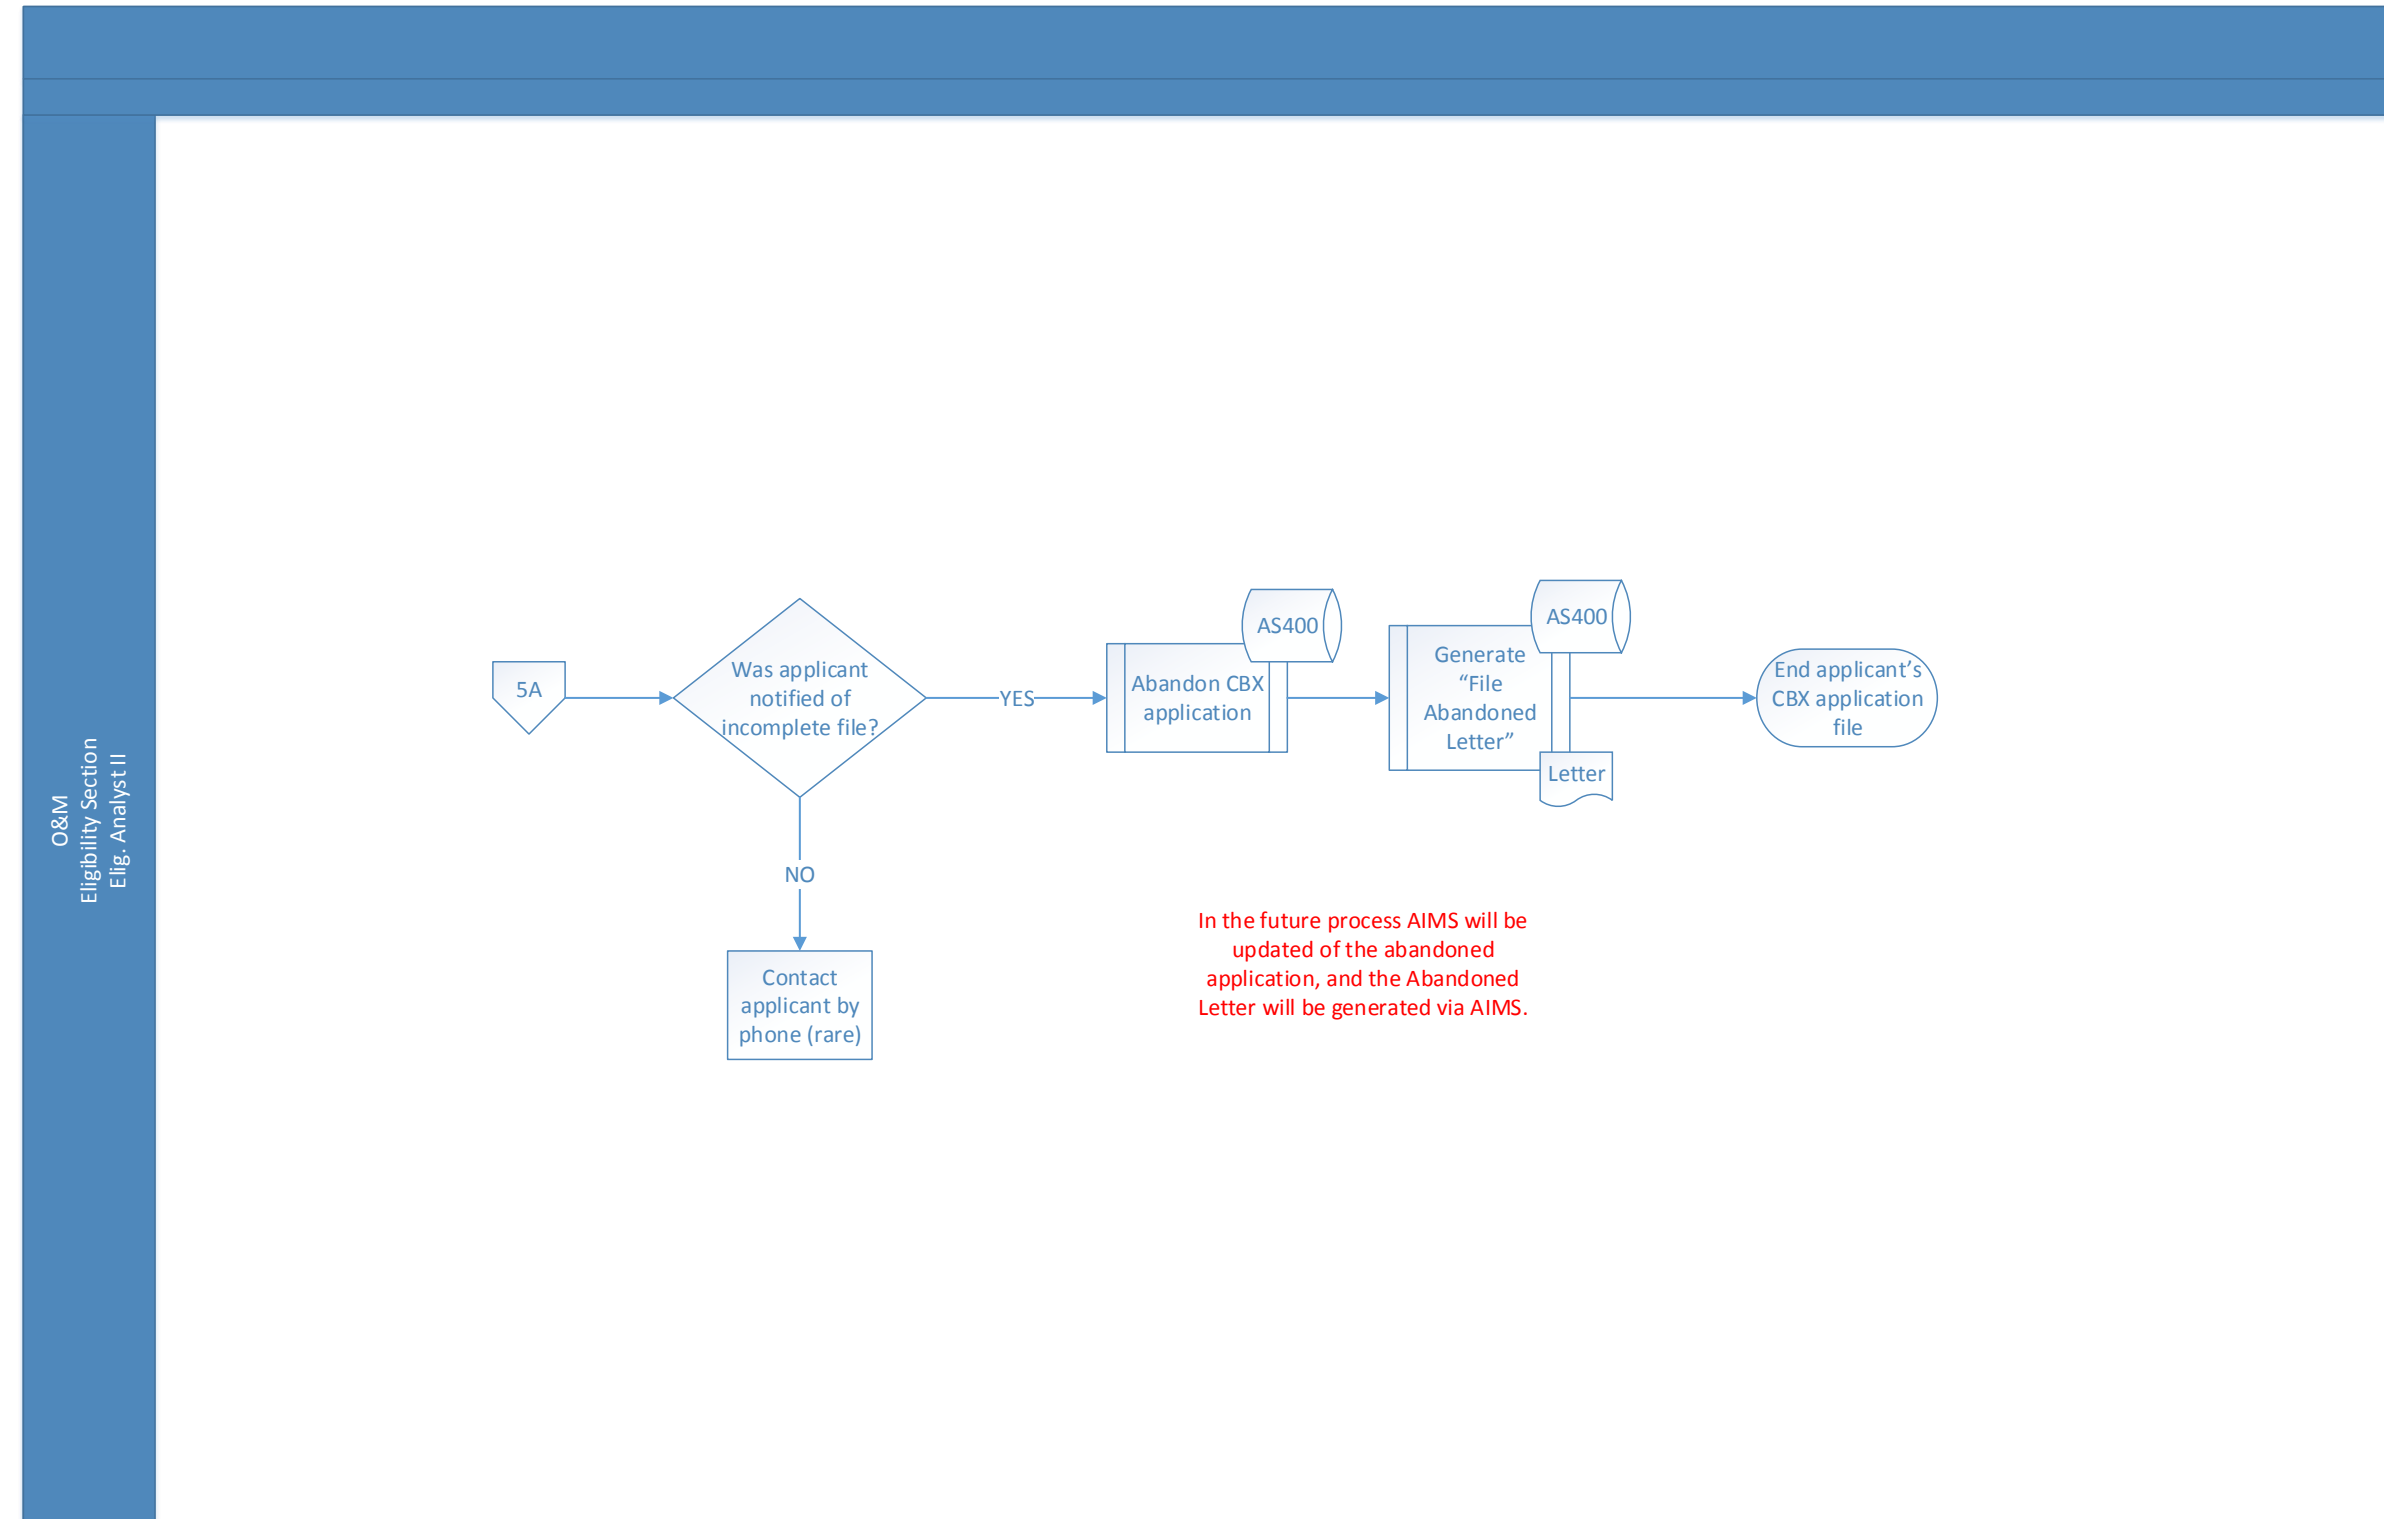 O&M
Eligibility Section
Elig. Analyst II
5A
Was applicant
notified of
incomplete file?
YES
NO
Contact
applicant by
phone (rare)
AS400
Abandon CBX
application
AS400
Generate
“File
Abandoned
Letter”
Letter
End applicant’s
CBX application
file
In the future process AIMS will be
updated of the abandoned
application, and the Abandoned
Letter will be generated via AIMS.